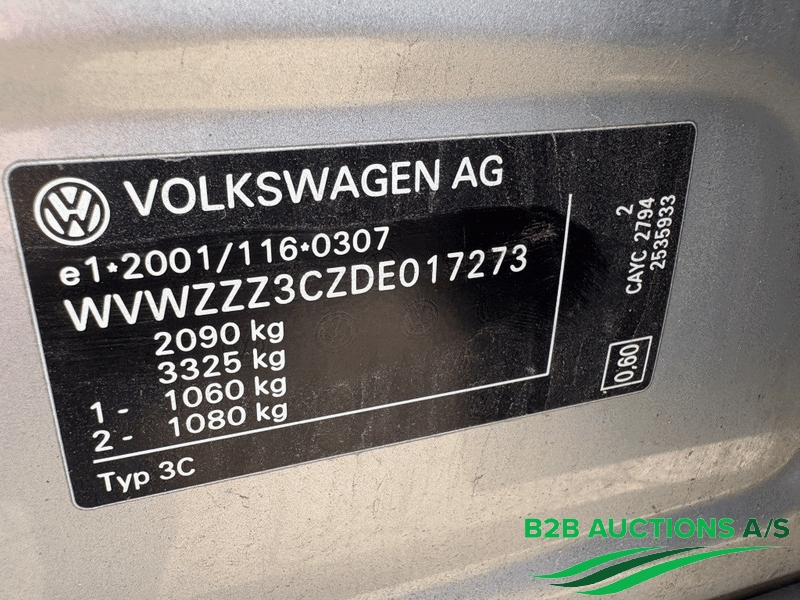 VOLKSWAGEN AG
e1*2001/116*0307
WVWZZZ3CZDE017273
2090 kg
3325 kg
1 - 1060 kg
2 - 1080 kg
Typ 3C
2
CAYC 2794
2535933
0,60
B2B AUCTIONS A/S